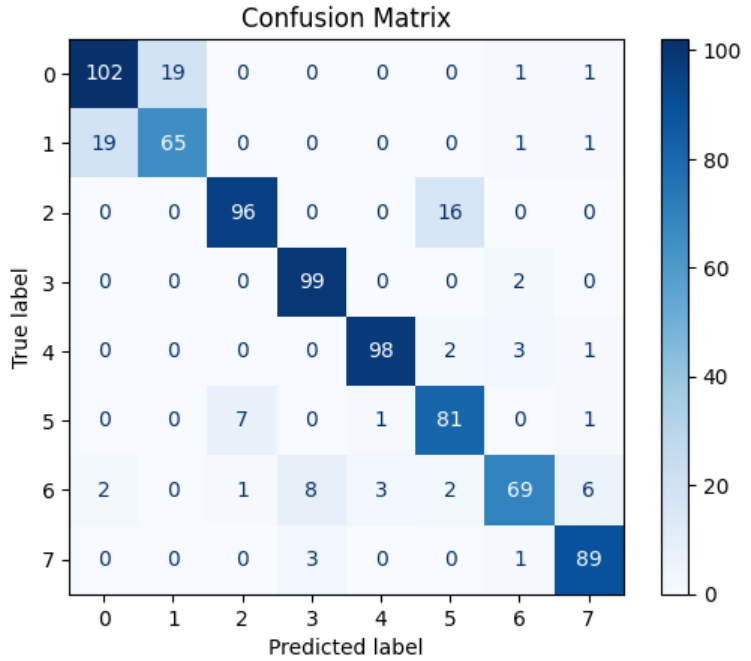 Confusion Matrix
0 102 19 0 0 0 0 1 1
1 19 65 0 0 0 0 1 1
2 0 0 96 0 0 16 0 0
3 0 0 0 99 0 0 2 0
4 0 0 0 0 98 2 3 1
5 0 0 7 0 1 81 0 1
6 2 0 1 8 3 2 69 6
7 0 0 0 3 0 0 1 89
0 1 2 3 4 5 6 7
Predicted label
True label
100
80
60
40
20
0